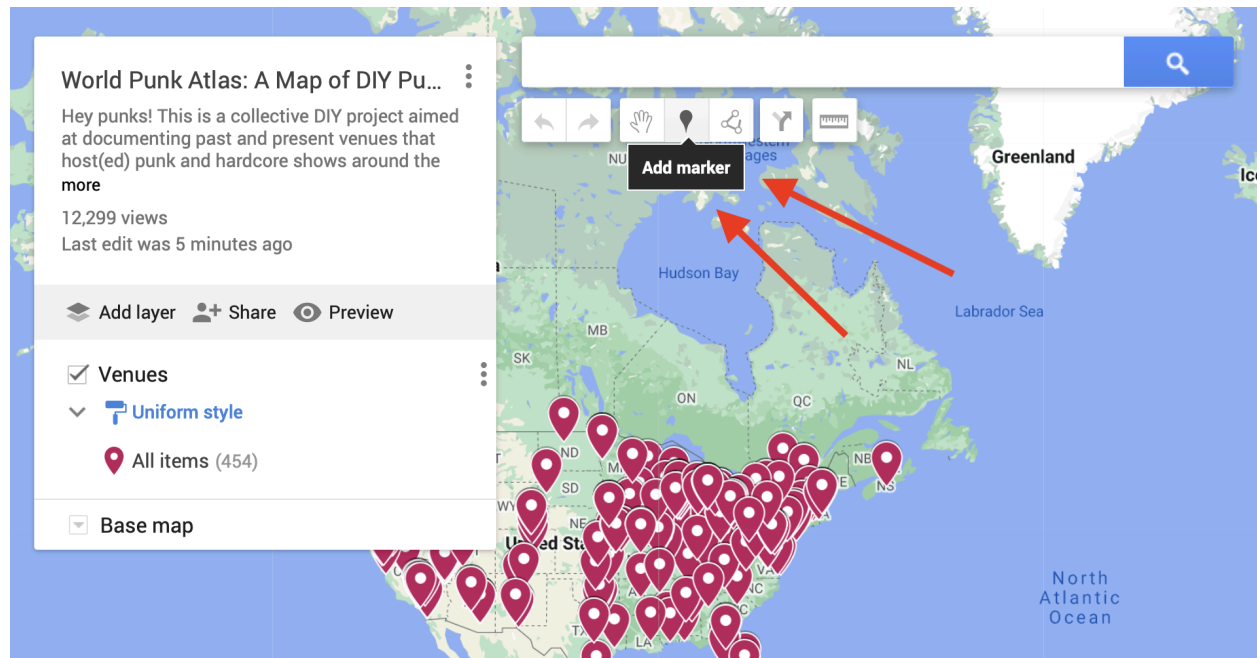 World Punk Atlas: A Map of DIY Pu...
Hey punks! This is a collective DIY project aimed
at documenting past and present venues that
host(ed) punk and hardcore shows around the
more
12,299 views
Last edit was 5 minutes ago
Add layer
Share
Preview
Venues
Uniform style
All items (454)
Base map
Add marker
NU
Greenland
Hudson Bay
Labrador Sea
MB
SK
NL
ON
QC
ND
NB
NS
SD
WY
NE
United Sta
VA
NC
LA
North
Atlantic
Ocean